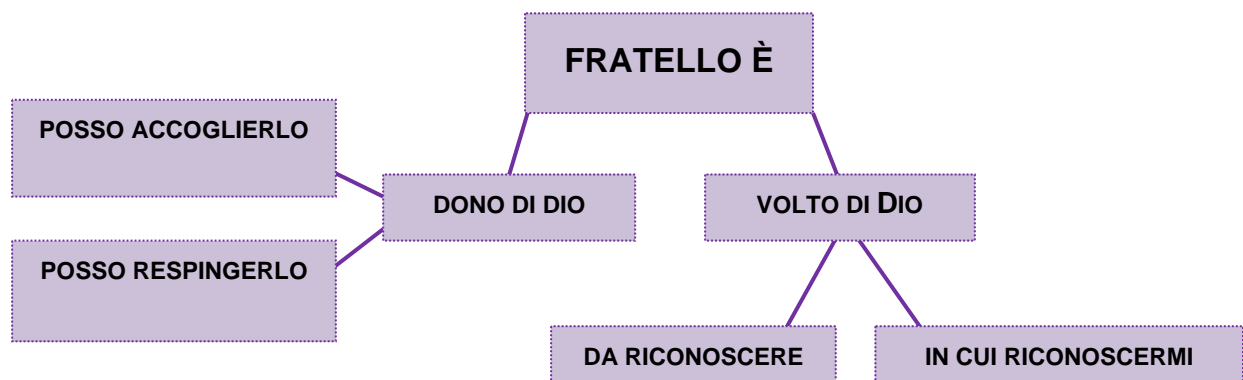 FRATELLO È
POSSO ACCOGLIERLO
DONO DI DIO
VOLTO DI DIO
POSSO RESPINGERLO
DA RICONOSCERE
IN CUI RICONOSCERMI